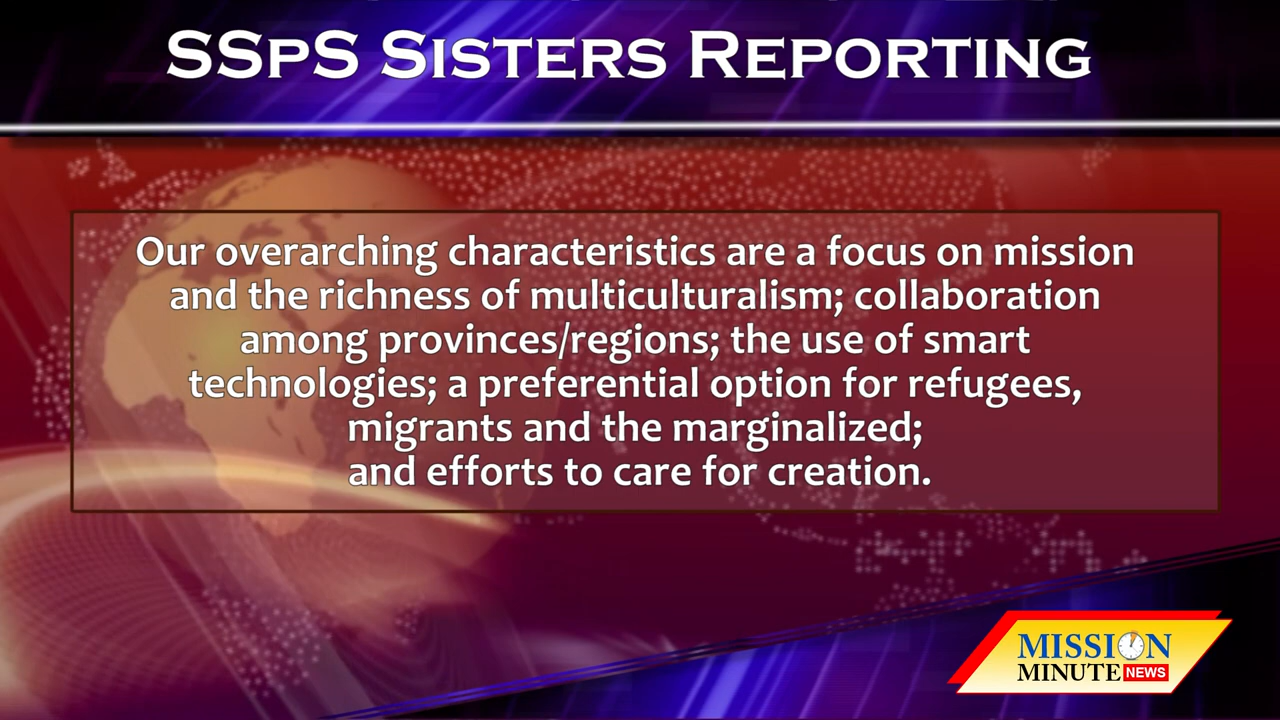 SSpS Sisters Reporting
Our overarching characteristics are a focus on mission
and the richness of multiculturalism; collaboration
among provinces/regions; the use of smart
technologies; a preferential option for refugees,
migrants and the marginalized;
and efforts to care for creation.
MISSION
MINUTE NEWS